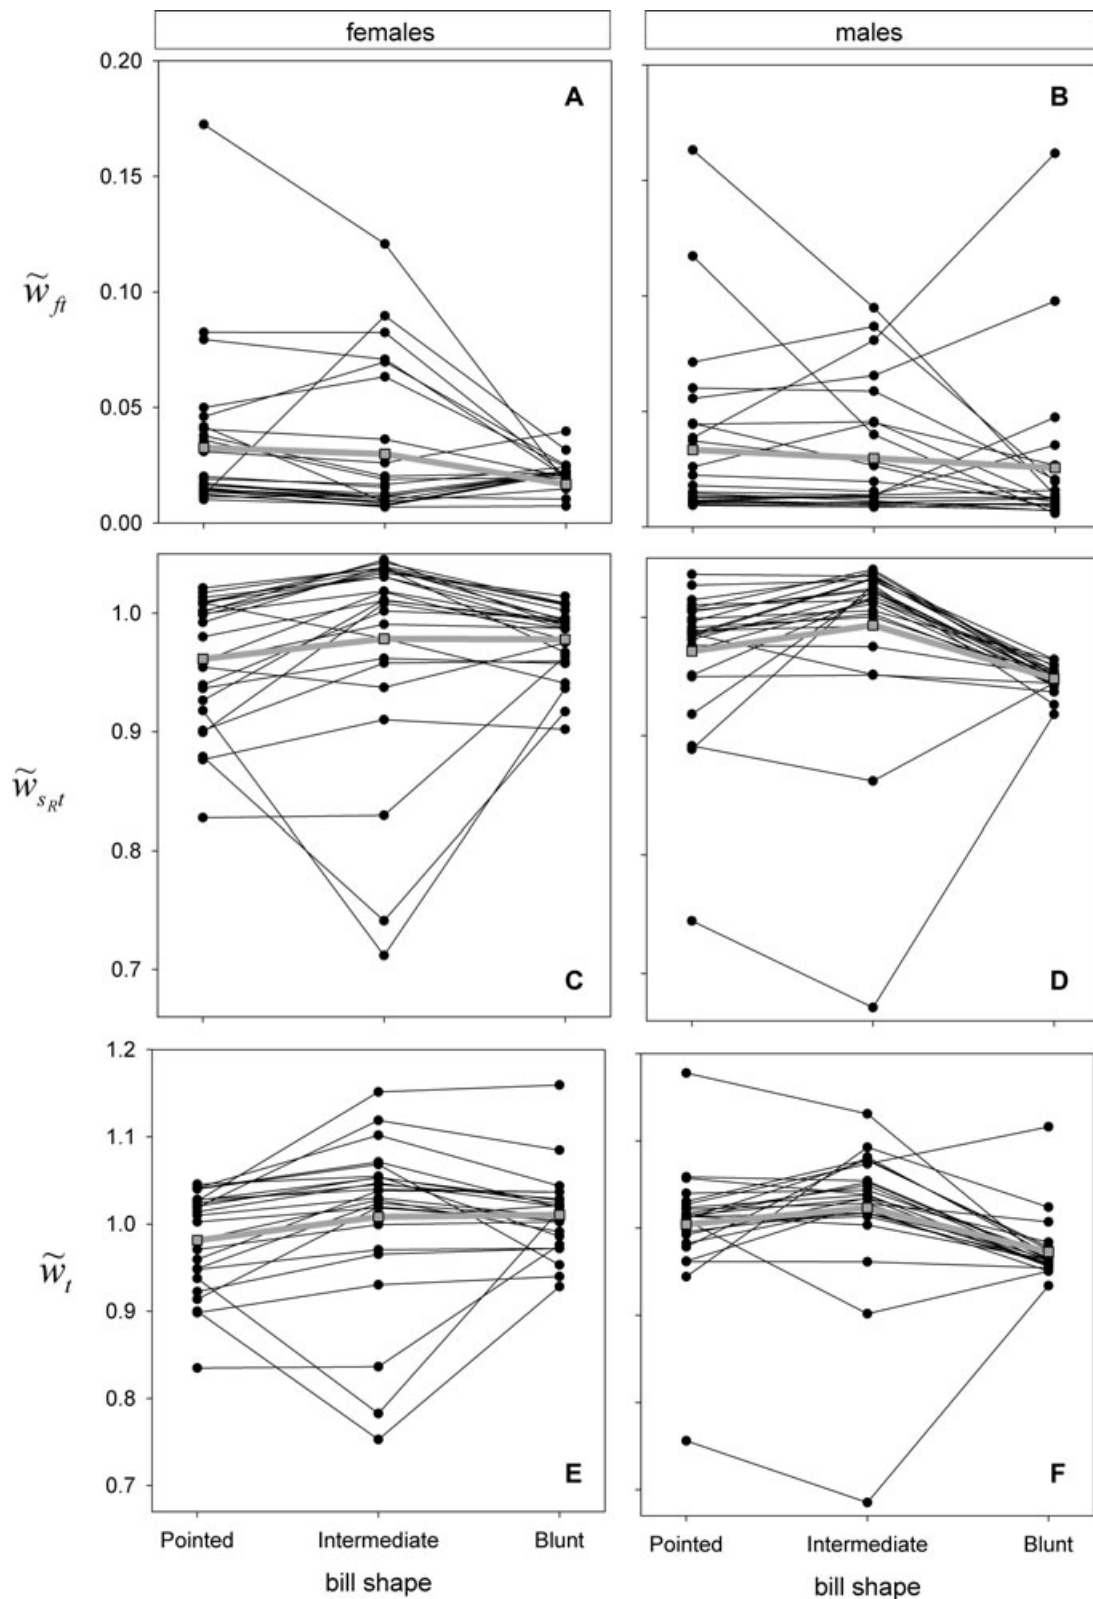 females males
0.20
A B
0.15
0.10
w̃ft
0.05
0.00
1.0
0.9
w̃sRt
0.8
0.7
C D
1.2
1.1
1.0
w̃t
0.9
0.8
0.7
E F
Pointed Intermediate Blunt Pointed Intermediate Blunt
bill shape bill shape